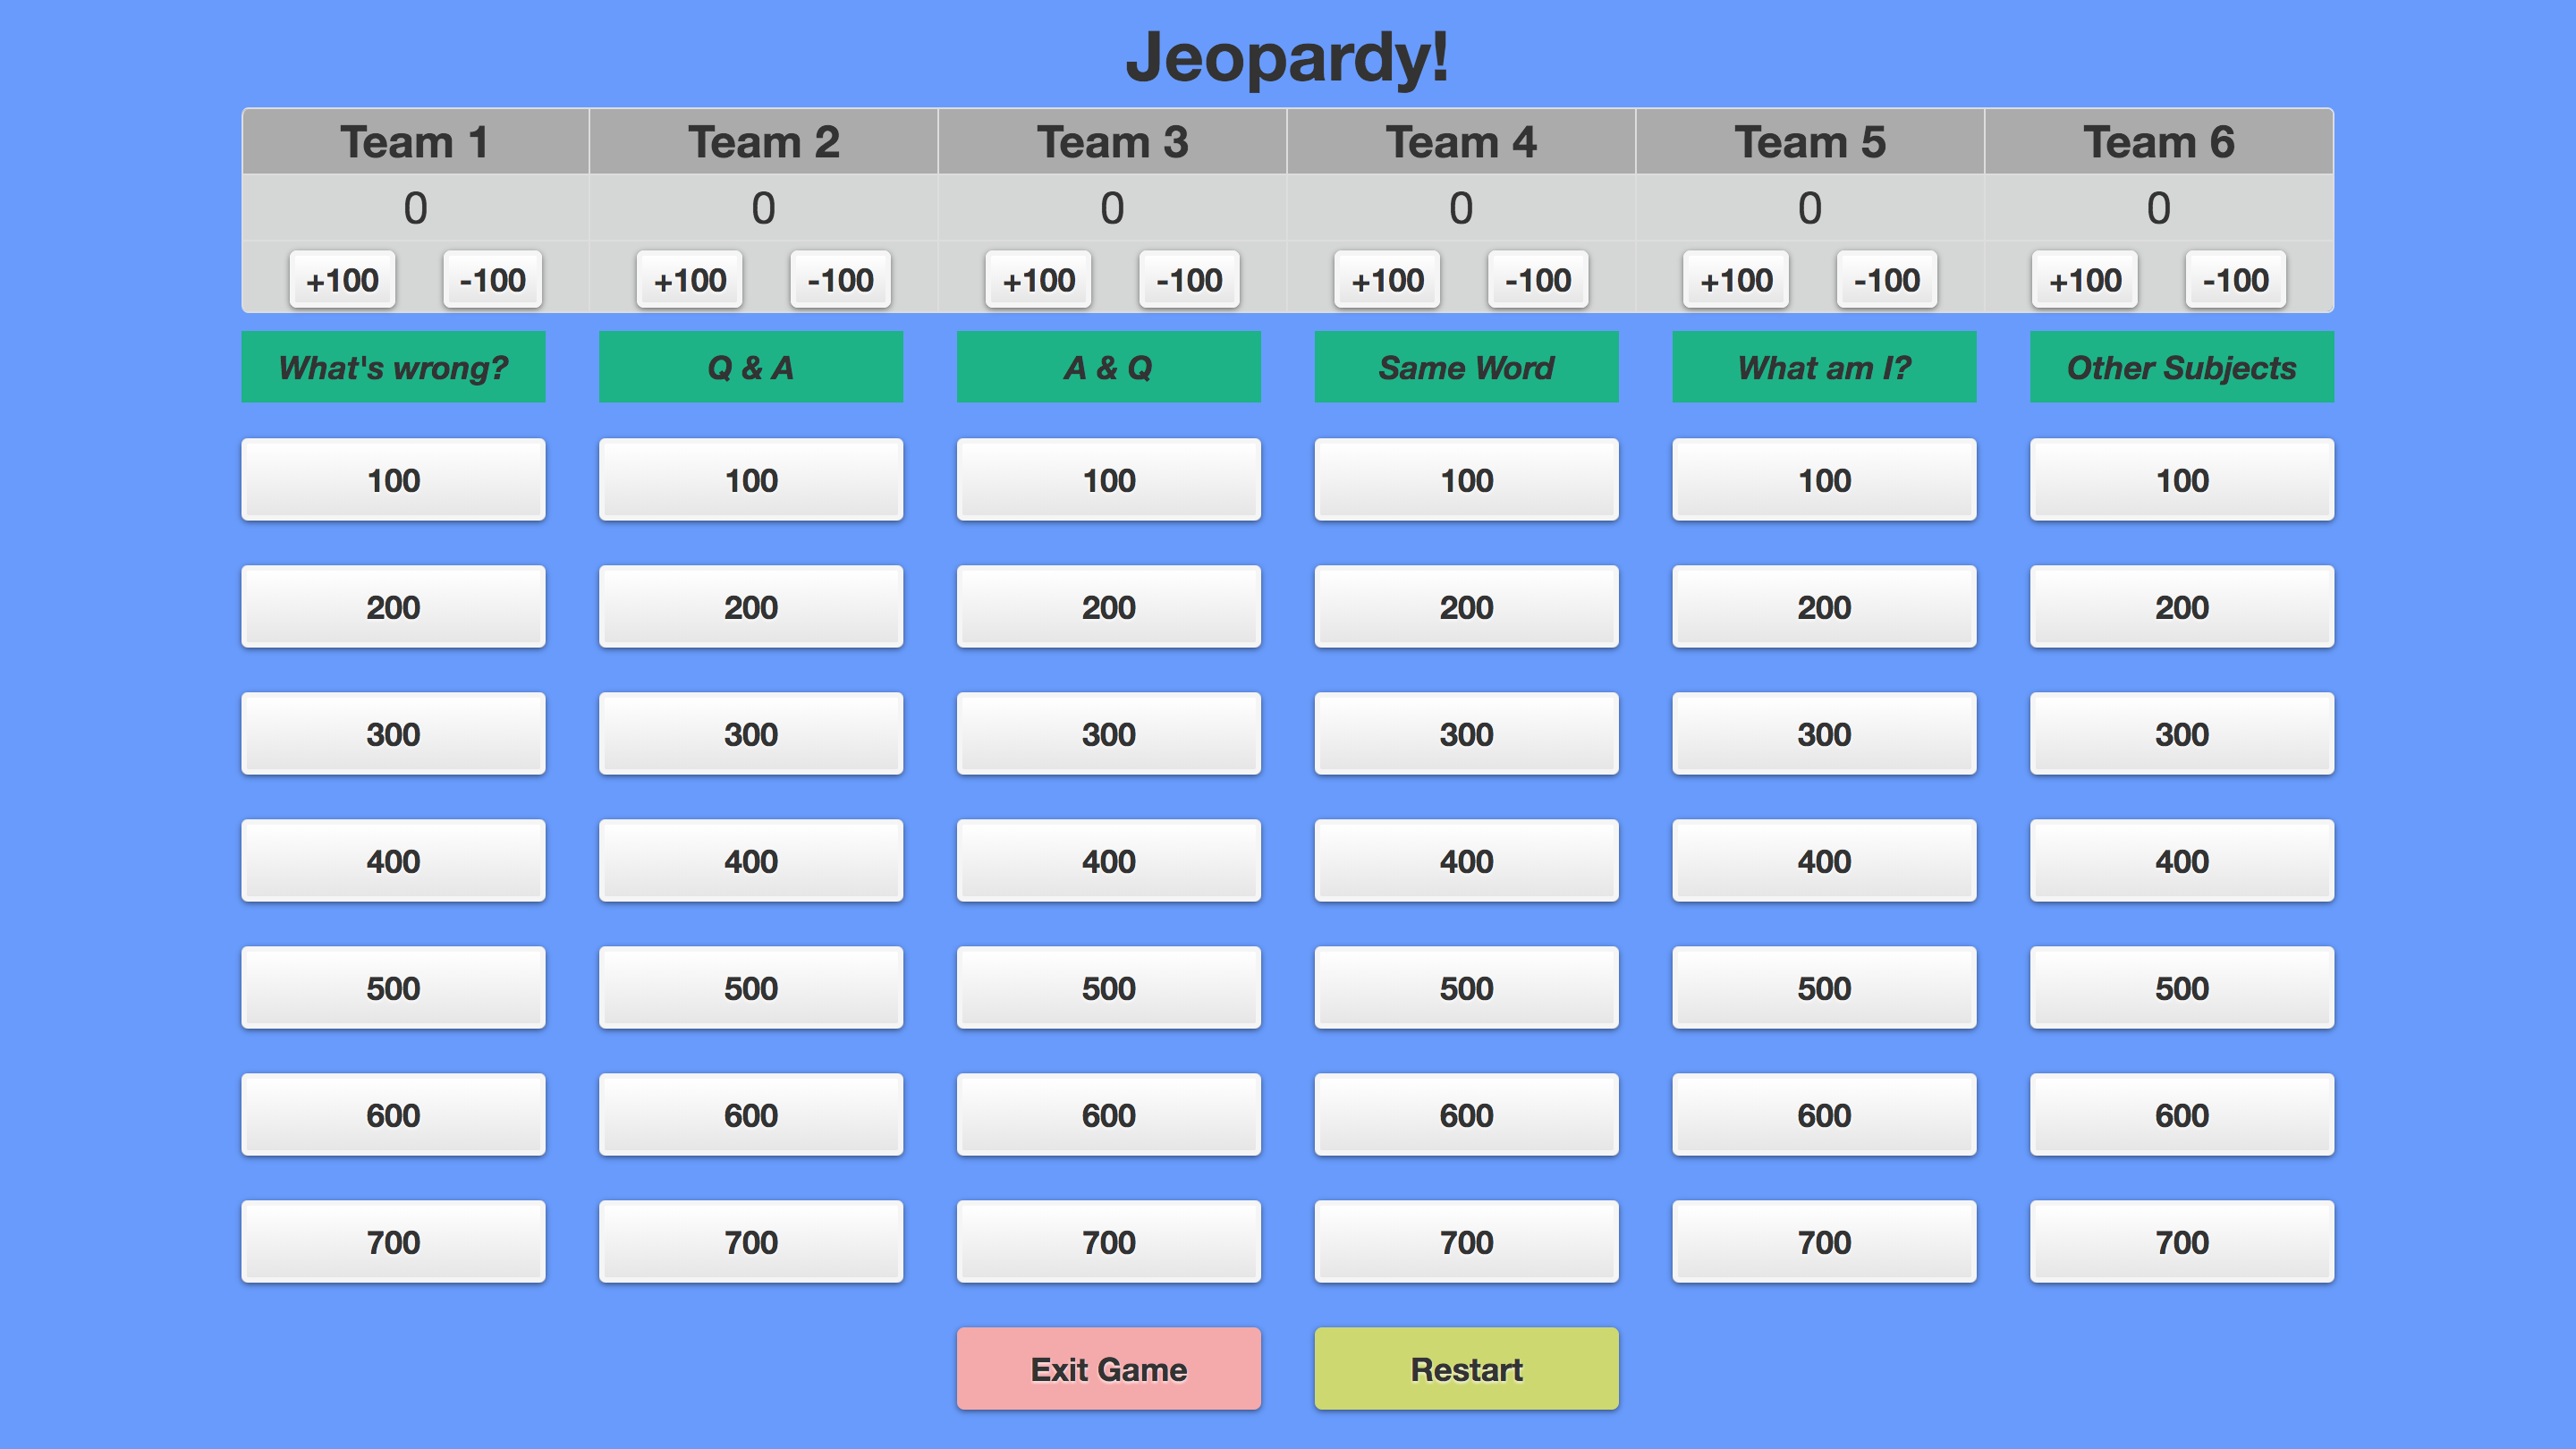 Jeopardy!
Team 1 Team 2 Team 3 Team 4 Team 5 Team 6
0 0 0 0 0 0
+100 -100 +100 -100 +100 -100 +100 -100 +100 -100 +100 -100
What's wrong? Q & A A & Q Same Word What am I? Other Subjects
100 100 100 100 100 100
200 200 200 200 200 200
300 300 300 300 300 300
400 400 400 400 400 400
500 500 500 500 500 500
600 600 600 600 600 600
700 700 700 700 700 700
Exit Game Restart